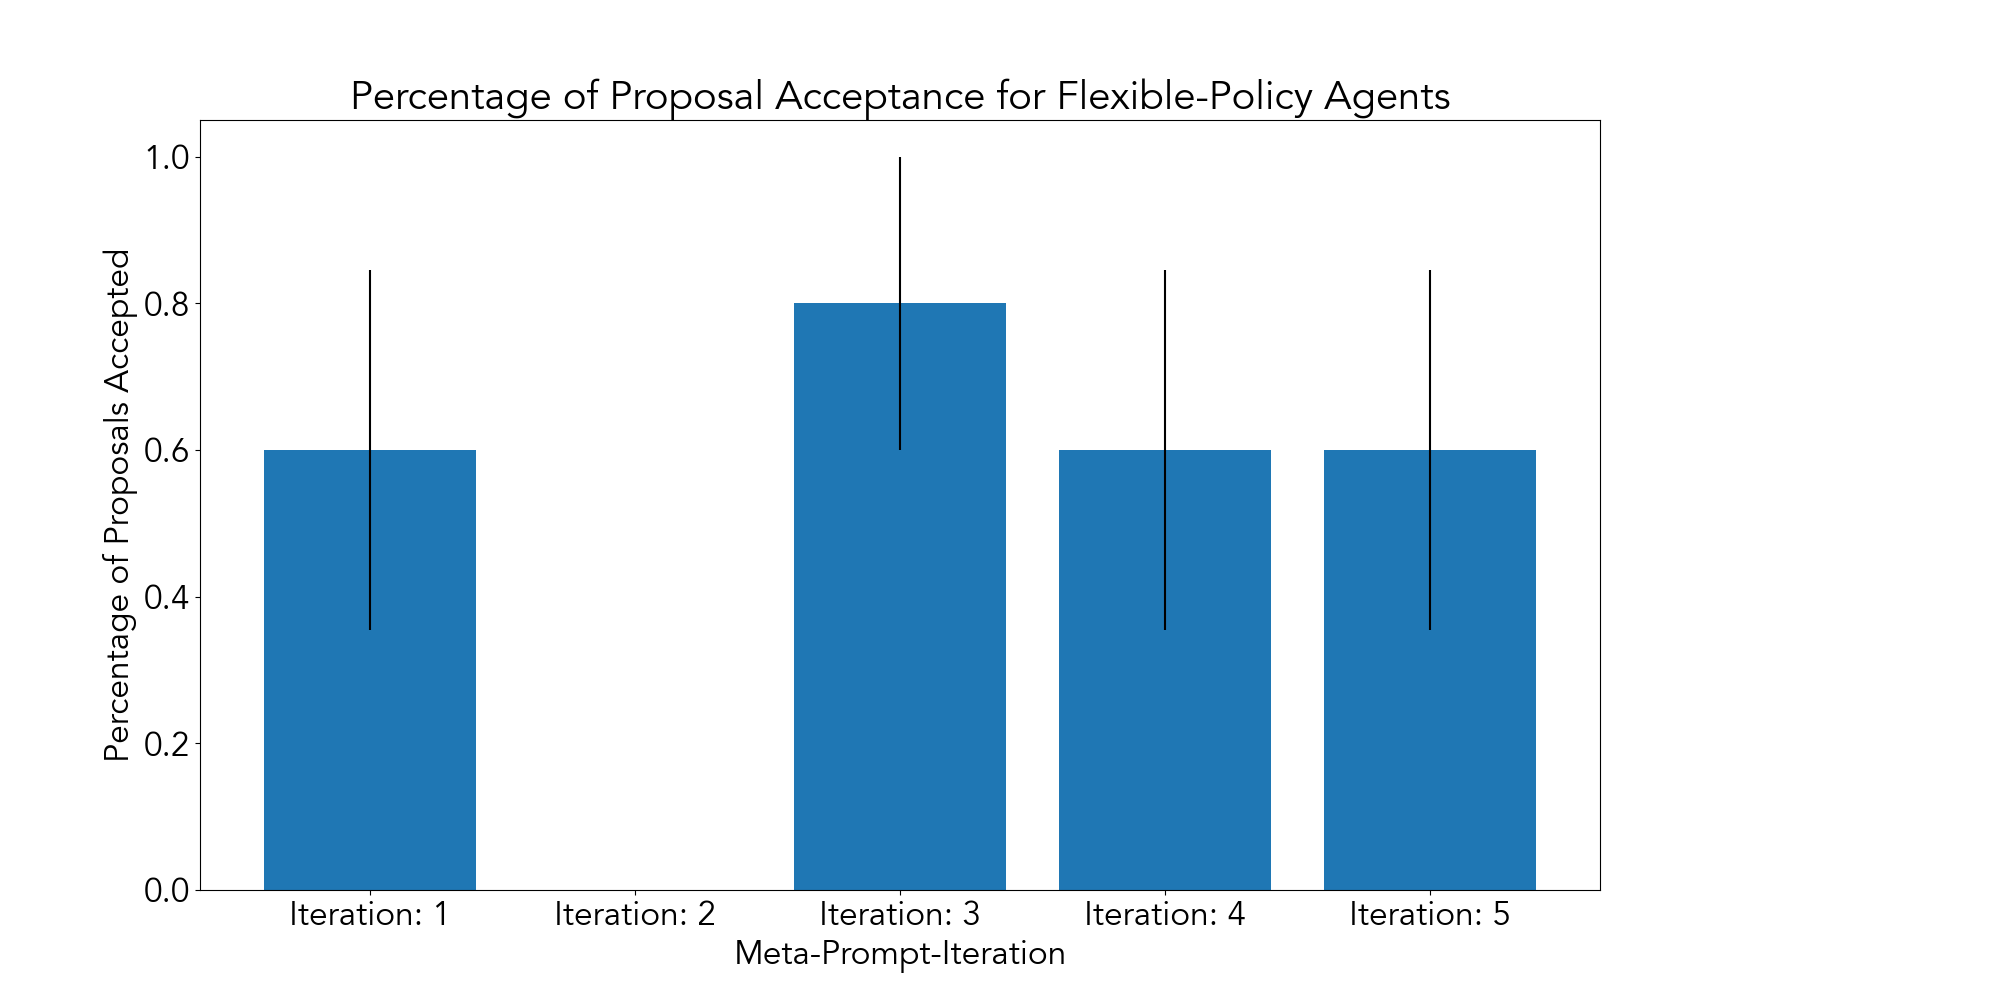 Percentage of Proposal Acceptance for Flexible-Policy Agents
Percentage of Proposals Accepted
1.0
0.8
0.6
0.4
0.2
0.0
Iteration: 1
Iteration: 2
Iteration: 3
Iteration: 4
Iteration: 5
Meta-Prompt-Iteration